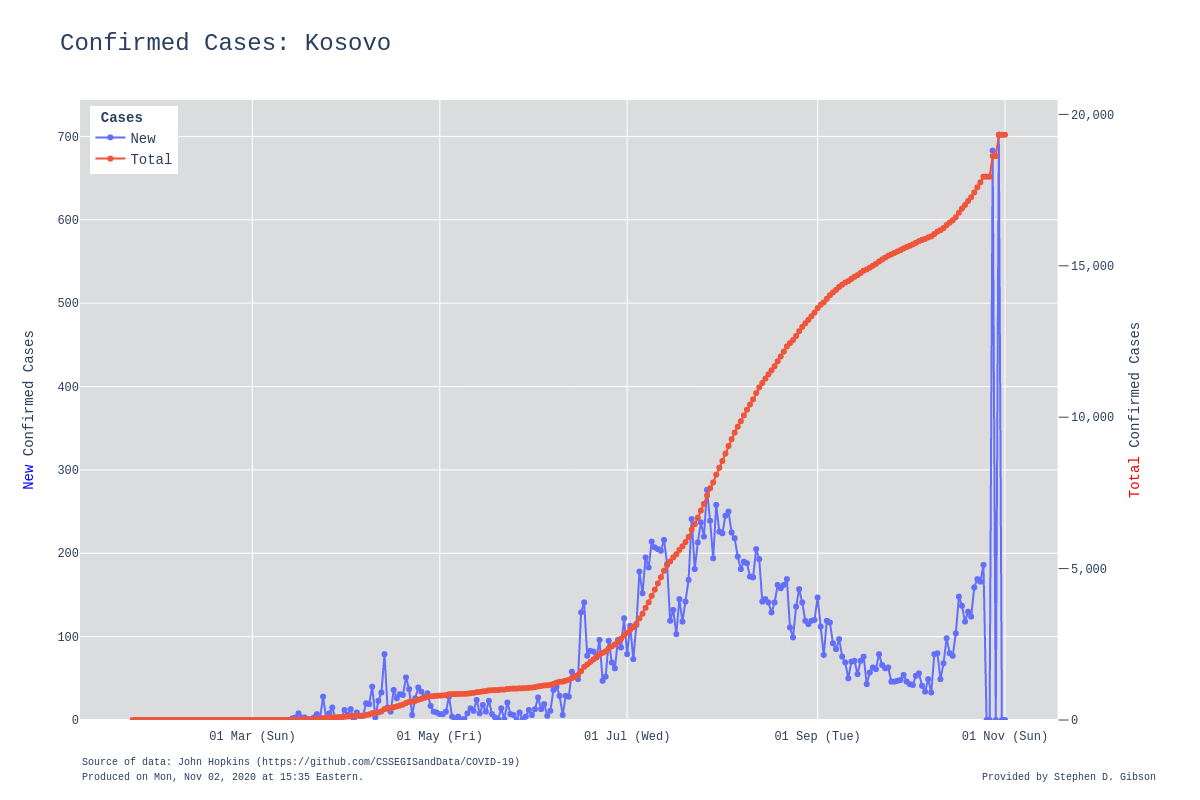 Confirmed Cases: Kosovo
Cases
New
Total
700
600
500
400
300
200
100
0
20,000
15,000
10,000
5,000
0
New Confirmed Cases
Total Confirmed Cases
01 Mar (Sun)
01 May (Fri)
01 Jul (Wed)
01 Sep (Tue)
01 Nov (Sun)
Source of data: John Hopkins (https://github.com/CSSEGISandData/COVID-19)
Produced on Mon, Nov 02, 2020 at 15:35 Eastern.
Provided by Stephen D. Gibson